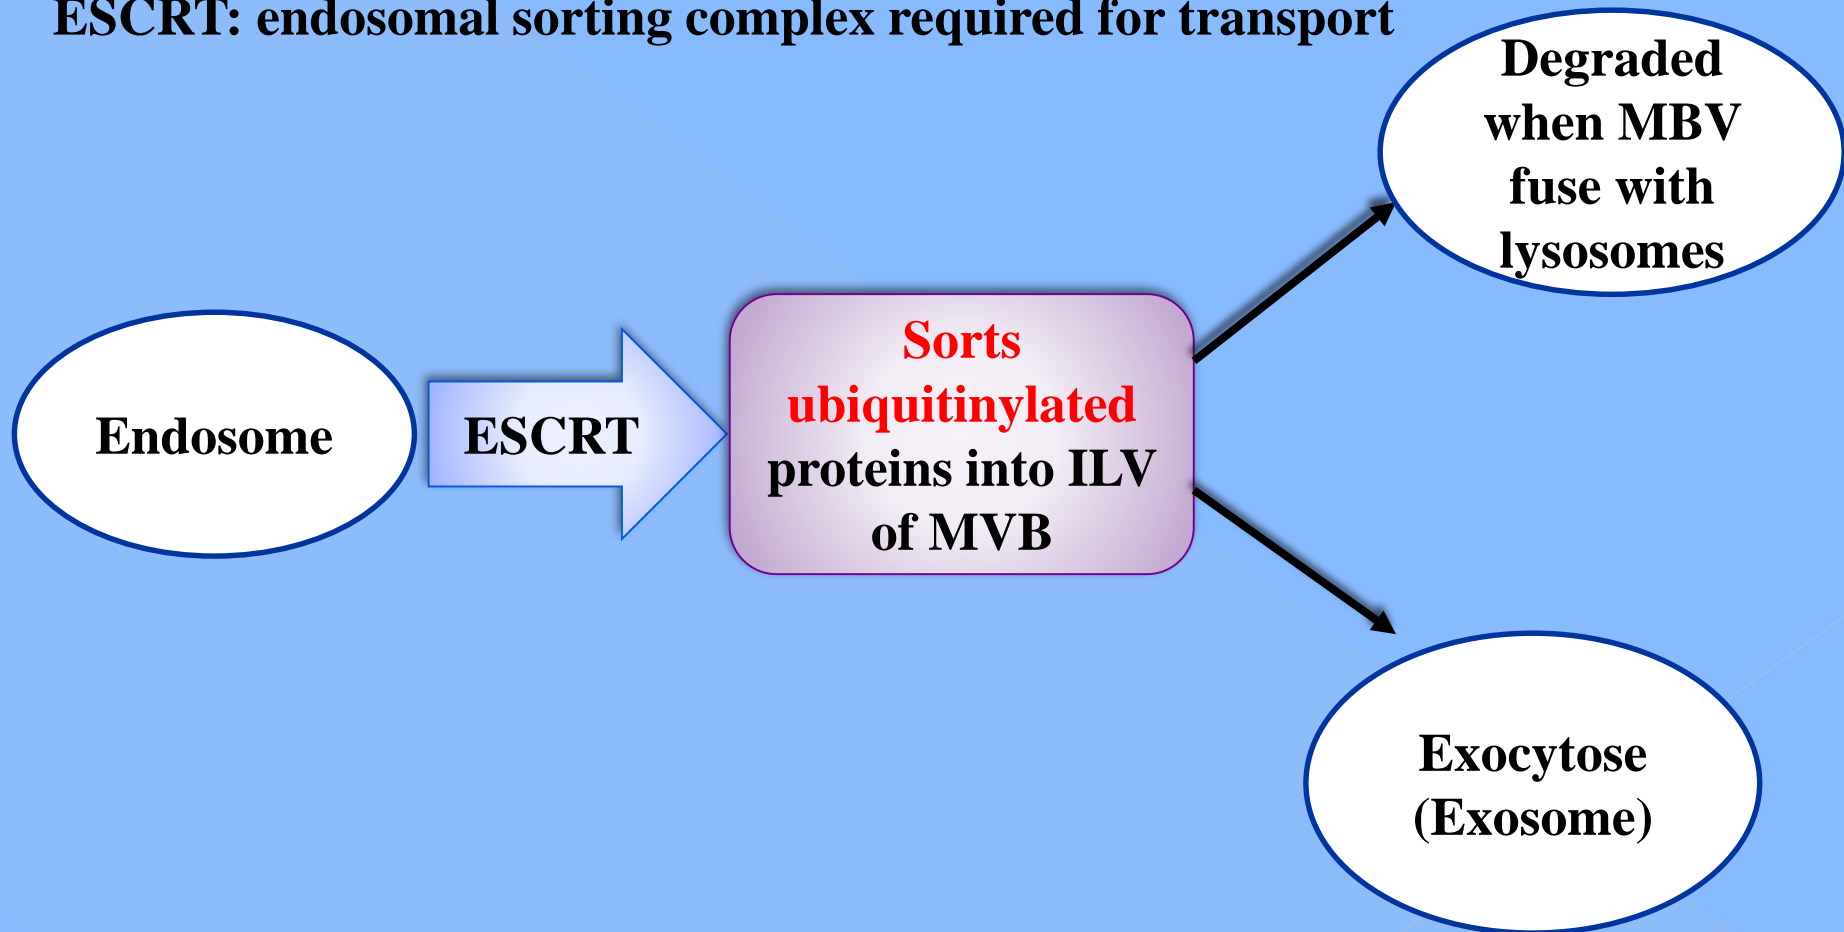 ESCRT: endosomal sorting complex required for transport
Degraded
when MBV
fuse with
lysosomes
Endosome
ESCRT
Sorts
ubiquitinylated
proteins into ILV
of MVB
Exocytose
(Exosome)